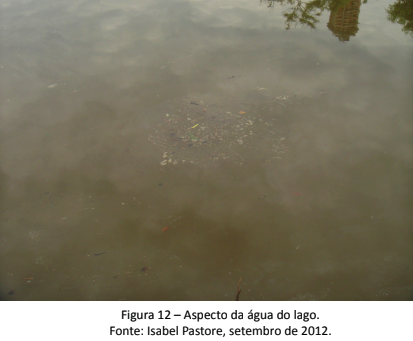 Figura 12 – Aspecto da água do lago.
Fonte: Isabel Pastore, setembro de 2012.